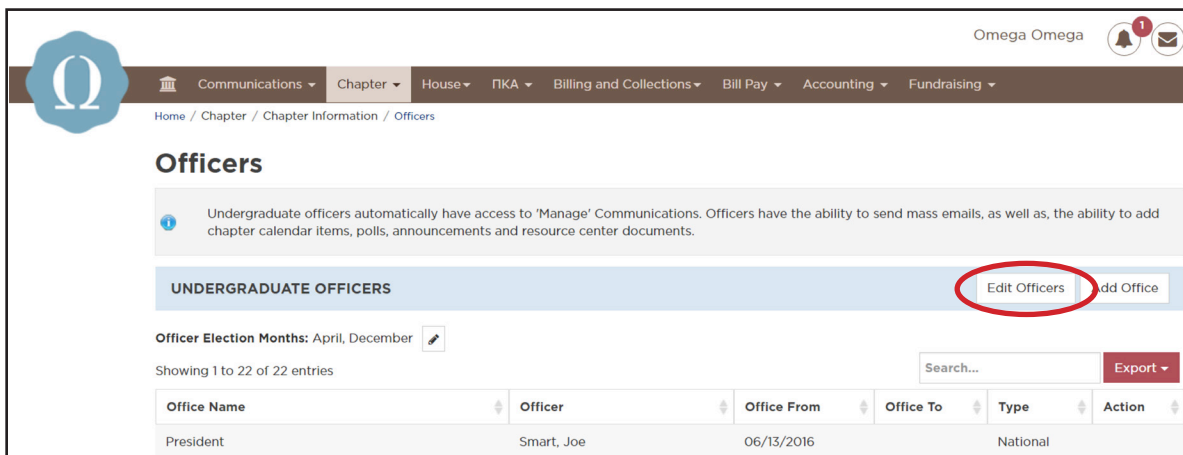 Omega Omega
1
Ω
Communications Chapter House ΠΚΑ Billing and Collections Bill Pay Accounting Fundraising
Home / Chapter / Chapter Information / Officers
Officers
Undergraduate officers automatically have access to 'Manage' Communications. Officers have the ability to send mass emails, as well as, the ability to add
chapter calendar items, polls, announcements and resource center documents.
UNDERGRADUATE OFFICERS Edit Officers Add Office
Officer Election Months: April, December
Showing 1 to 22 of 22 entries Search... Export
Office Name Officer Office From Office To Type Action
President Smart, Joe 06/13/2016 National